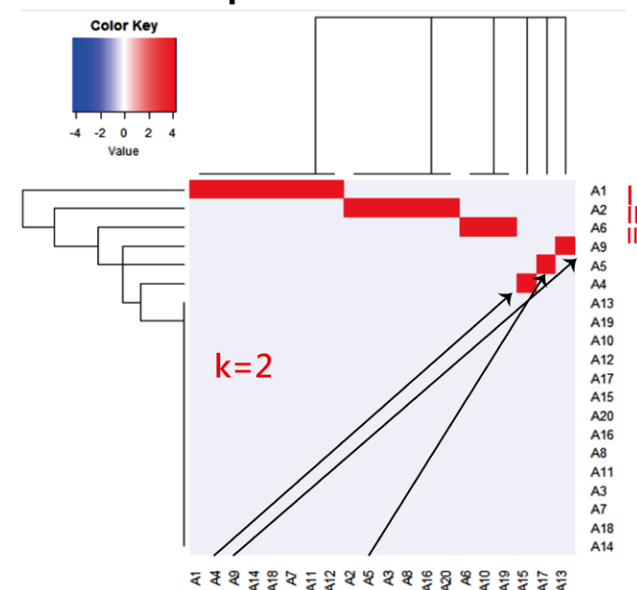 Color Key
-4 -2 0 2 4
Value
A1 I
A2 II
A6 II
A9
A5
A4
A13
A19
A10
A12
A17
A15
A20
A16
A8
A11
A3
A7
A18
A14
k=2
A1 A4 A9 A14 A18 A7 A11 A12 A2 A5 A3 A8 A16 A20 A6 A10 A19 A15 A17 A13